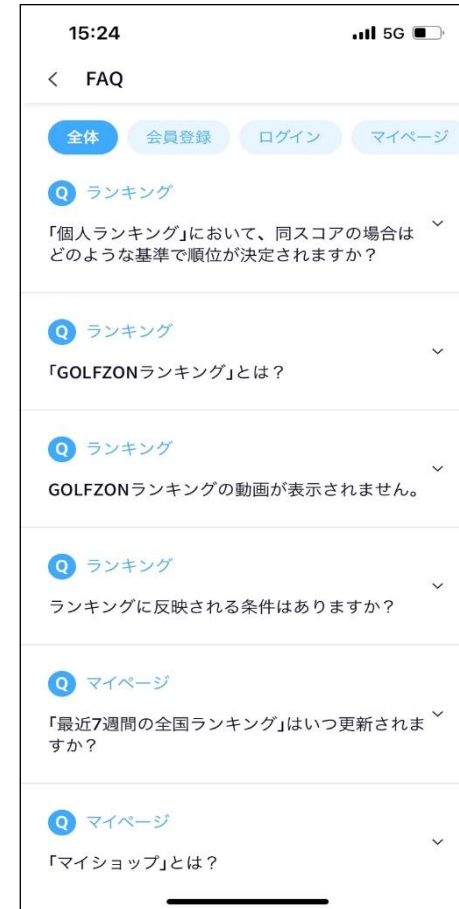 15:24
5G
FAQ
全体 会員登録 ログイン マイページ
Q ランキング
「個人ランキング」において、同スコアの場合は
どのような基準で順位が決定されますか？
Q ランキング
「GOLFZONランキング」とは？
Q ランキング
GOLFZONランキングの動画が表示されません。
Q ランキング
ランキングに反映される条件はありますか？
Q マイページ
「最近7週間の全国ランキング」はいつ更新されま
すか？
Q マイページ
「マイショップ」とは？